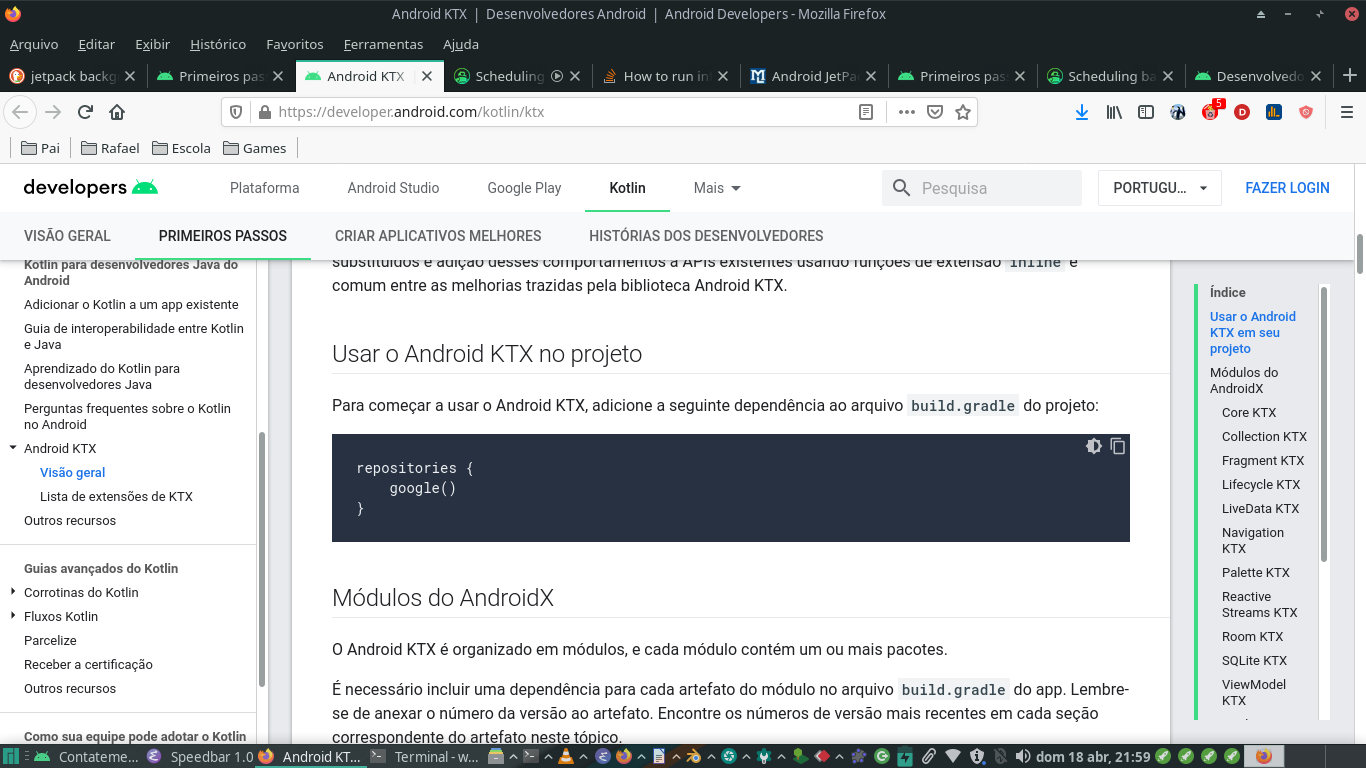 Android KTX | Desenvolvedores Android | Android Developers - Mozilla Firefox
Arquivo Editar Exibir Histórico Favoritos Ferramentas Ajuda
jetpack backg Primeiros pas Android KTX Scheduling How to run in Android JetPa Primeiros pas Scheduling ba Desenvolvedo
https://developer.android.com/kotlin/ktx
5
Pai Rafael Escola Games
developers Plataforma Android Studio Google Play Kotlin Mais Pesquisa PORTUGU... FAZER LOGIN
VISÃO GERAL PRIMEIROS PASSOS CRIAR APLICATIVOS MELHORES HISTÓRIAS DOS DESENVOLVEDORES
Kotlin para desenvolvedores Java do
Android
Adicionar o Kotlin a um app existente
Guia de interoperabilidade entre Kotlin
e Java
Aprendizado do Kotlin para
desenvolvedores Java
Perguntas frequentes sobre o Kotlin
no Android
Android KTX
Visão geral
Lista de extensões de KTX
Outros recursos
Guias avançados do Kotlin
Corrotinas do Kotlin
Fluxos Kotlin
Parcelize
Receber a certificação
Outros recursos
Como sua equipe pode adotar o Kotlin
substituídos e adição desses comportamentos a APIs existentes usando funções de extensão inline é
comum entre as melhorias trazidas pela biblioteca Android KTX.
Usar o Android KTX no projeto
Para começar a usar o Android KTX, adicione a seguinte dependência ao arquivo build.gradle do projeto:
repositories {
google()
}
Módulos do AndroidX
O Android KTX é organizado em módulos, e cada módulo contém um ou mais pacotes.
É necessário incluir uma dependência para cada artefato do módulo no arquivo build.gradle do app. Lembre-
se de anexar o número da versão ao artefato. Encontre os números de versão mais recentes em cada seção
correspondente do artefato neste tópico.
Índice
Usar o Android
KTX em seu
projeto
Módulos do
AndroidX
Core KTX
Collection KTX
Fragment KTX
Lifecycle KTX
LiveData KTX
Navigation
KTX
Palette KTX
Reactive
Streams KTX
Room KTX
SQLite KTX
ViewModel
KTX
Contateme... Speedbar 1.0 Android KT... Terminal - w... dom 18 abr, 21:59